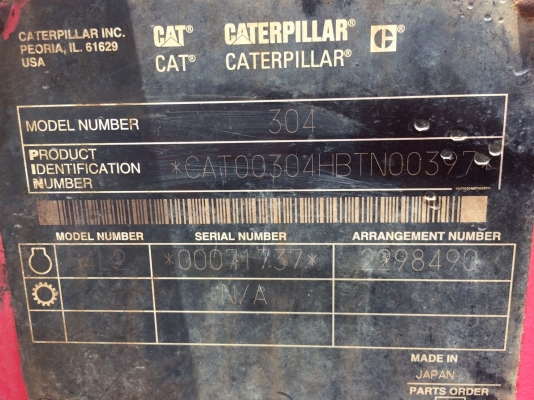 CATERPILLAR INC.
PEORIA, IL. 61629
USA
CAT® CATERPILLAR® C®
CAT® CATERPILLAR®
MODEL NUMBER 304
PRODUCT
IDENTIFICATION
NUMBER
*CAT00304HBTN00397*
MODEL NUMBER SERIAL NUMBER ARRANGEMENT NUMBER
*00071737* 2298490
N/A
MADE IN
JAPAN
PARTS ORDER